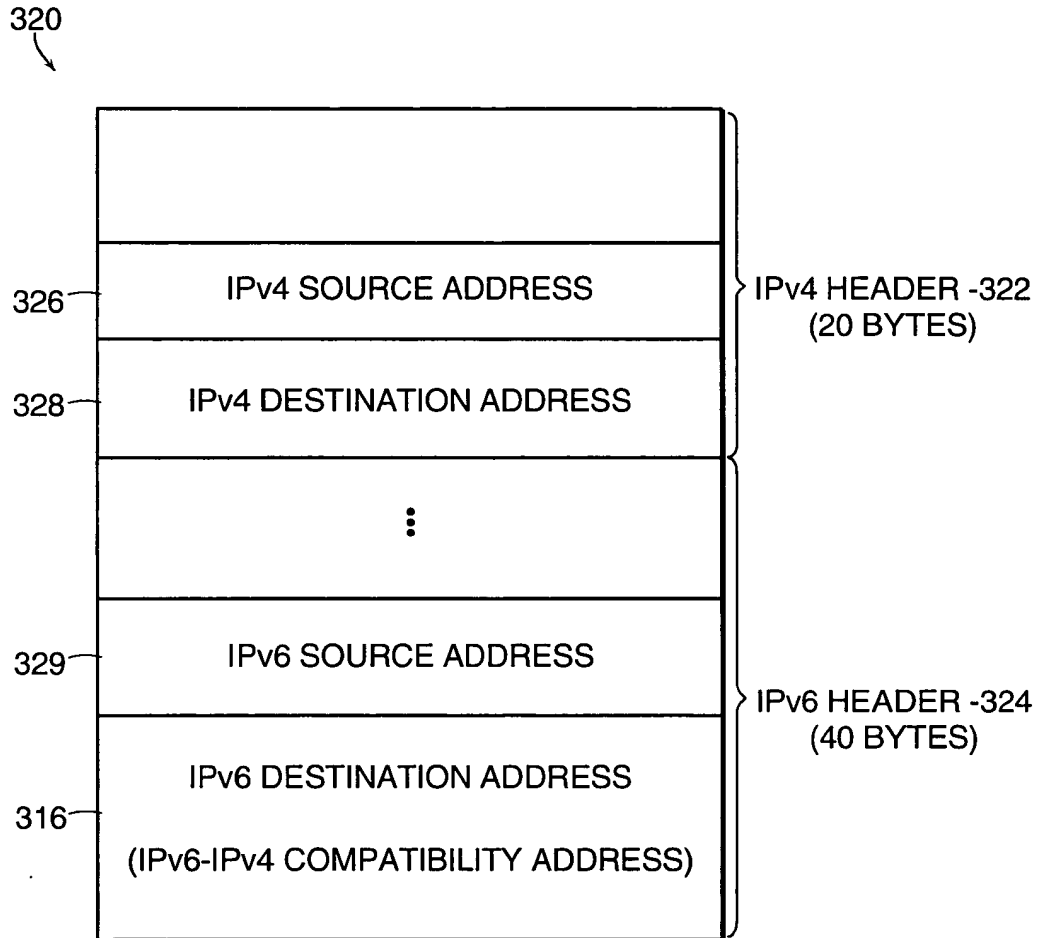 320
326
IPv4 SOURCE ADDRESS
IPv4 HEADER -322
(20 BYTES)
328
IPv4 DESTINATION ADDRESS
329
IPv6 SOURCE ADDRESS
IPv6 HEADER -324
(40 BYTES)
316
IPv6 DESTINATION ADDRESS
(IPv6-IPv4 COMPATIBILITY ADDRESS)